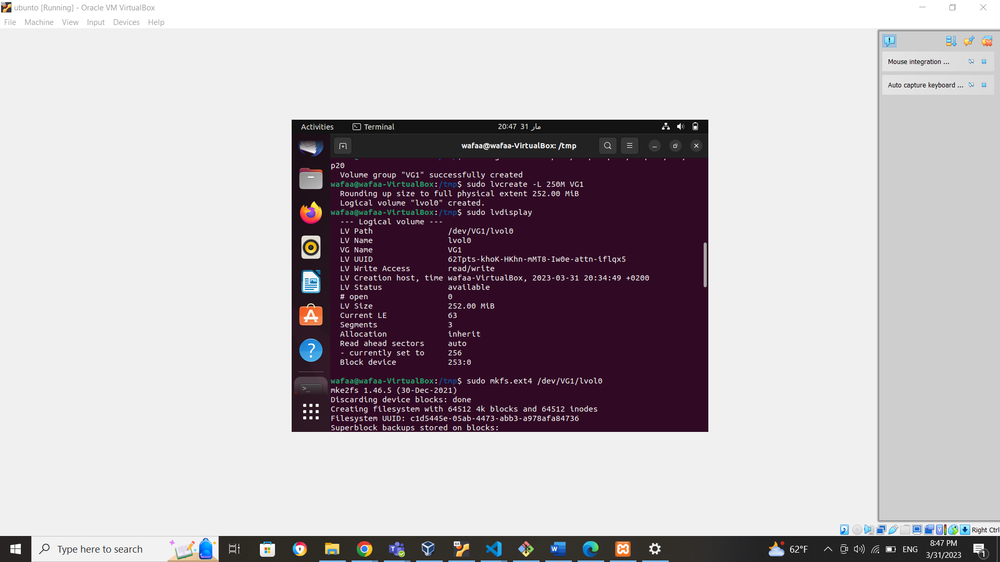 ubunto [Running] - Oracle VM VirtualBox
File Machine View Input Devices Help
Mouse integration ...
Auto capture keyboard ...
Activities Terminal 20:47 31 مار
wafaa@wafaa-VirtualBox: /tmp
p20
Volume group "VG1" successfully created
wafaa@wafaa-VirtualBox:/tmp$ sudo lvcreate -L 250M VG1
Rounding up size to full physical extent 252.00 MiB
Logical volume "lvol0" created.
wafaa@wafaa-VirtualBox:/tmp$ sudo lvdisplay
--- Logical volume ---
LV Path /dev/VG1/lvol0
LV Name lvol0
VG Name VG1
LV UUID 62Tpts-khoK-HKhn-mMT8-Iw0e-attn-iflqx5
LV Write Access read/write
LV Creation host, time wafaa-VirtualBox, 2023-03-31 20:34:49 +0200
LV Status available
# open 0
LV Size 252.00 MiB
Current LE 63
Segments 3
Allocation inherit
Read ahead sectors auto
- currently set to 256
Block device 253:0
wafaa@wafaa-VirtualBox:/tmp$ sudo mkfs.ext4 /dev/VG1/lvol0
mke2fs 1.46.5 (30-Dec-2021)
Discarding device blocks: done
Creating filesystem with 64512 4k blocks and 64512 inodes
Filesystem UUID: c1d5445e-05ab-4473-abb3-a978afa84736
Superblock backups stored on blocks:
Right Ctrl
Type here to search
62°F
ENG
8:47 PM
3/31/2023
1